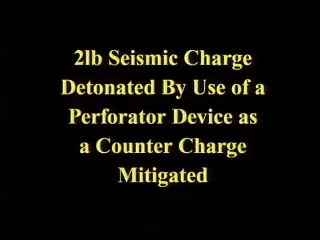 2lb Seismic Charge
Detonated By Use of a
Perforator Device as
a Counter Charge
Mitigated